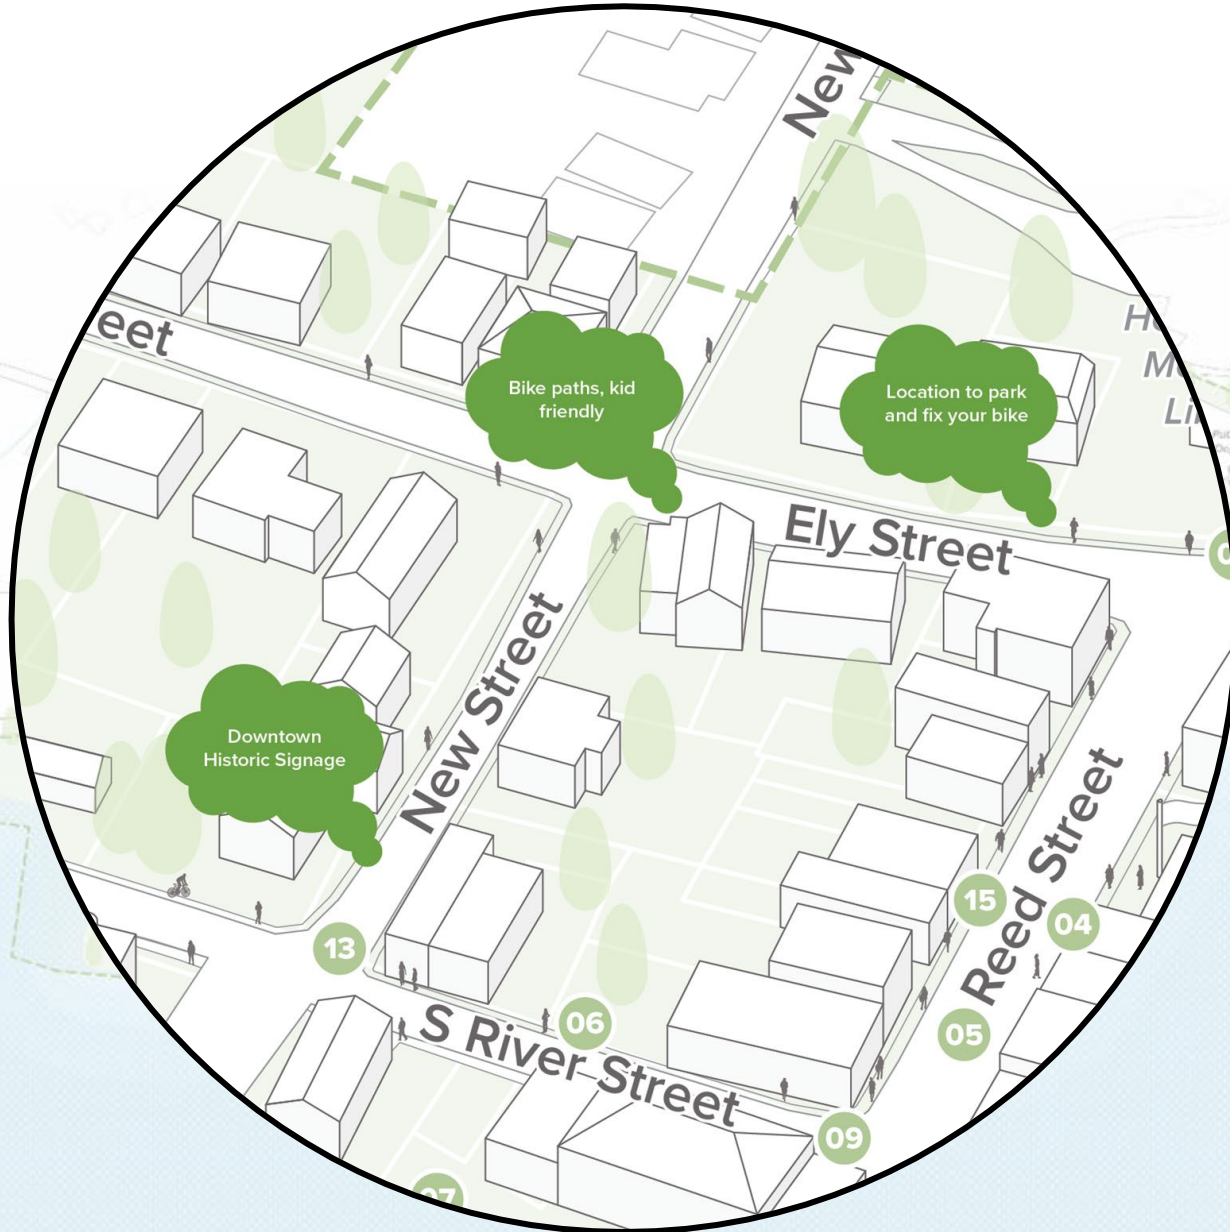 New
eet
Bike paths, kid
friendly
Location to park
and fix your bike
Ely Street
New Street
Downtown
Historic Signage
15
04
Reed Street
13
06
05
S River Street
09
07